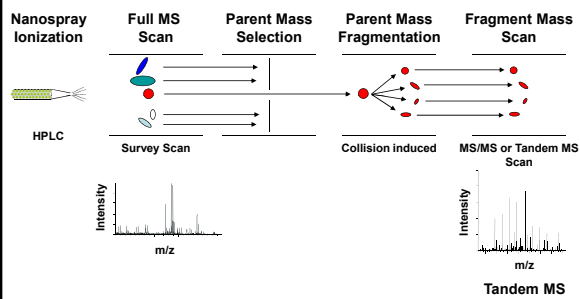 Nanospray
Ionization
Full MS
Scan
Parent Mass
Selection
Parent Mass
Fragmentation
Fragment Mass
Scan
HPLC
Survey Scan
Collision induced
MS/MS or Tandem MS
Scan
Intensity
m/z
Intensity
m/z
Tandem MS